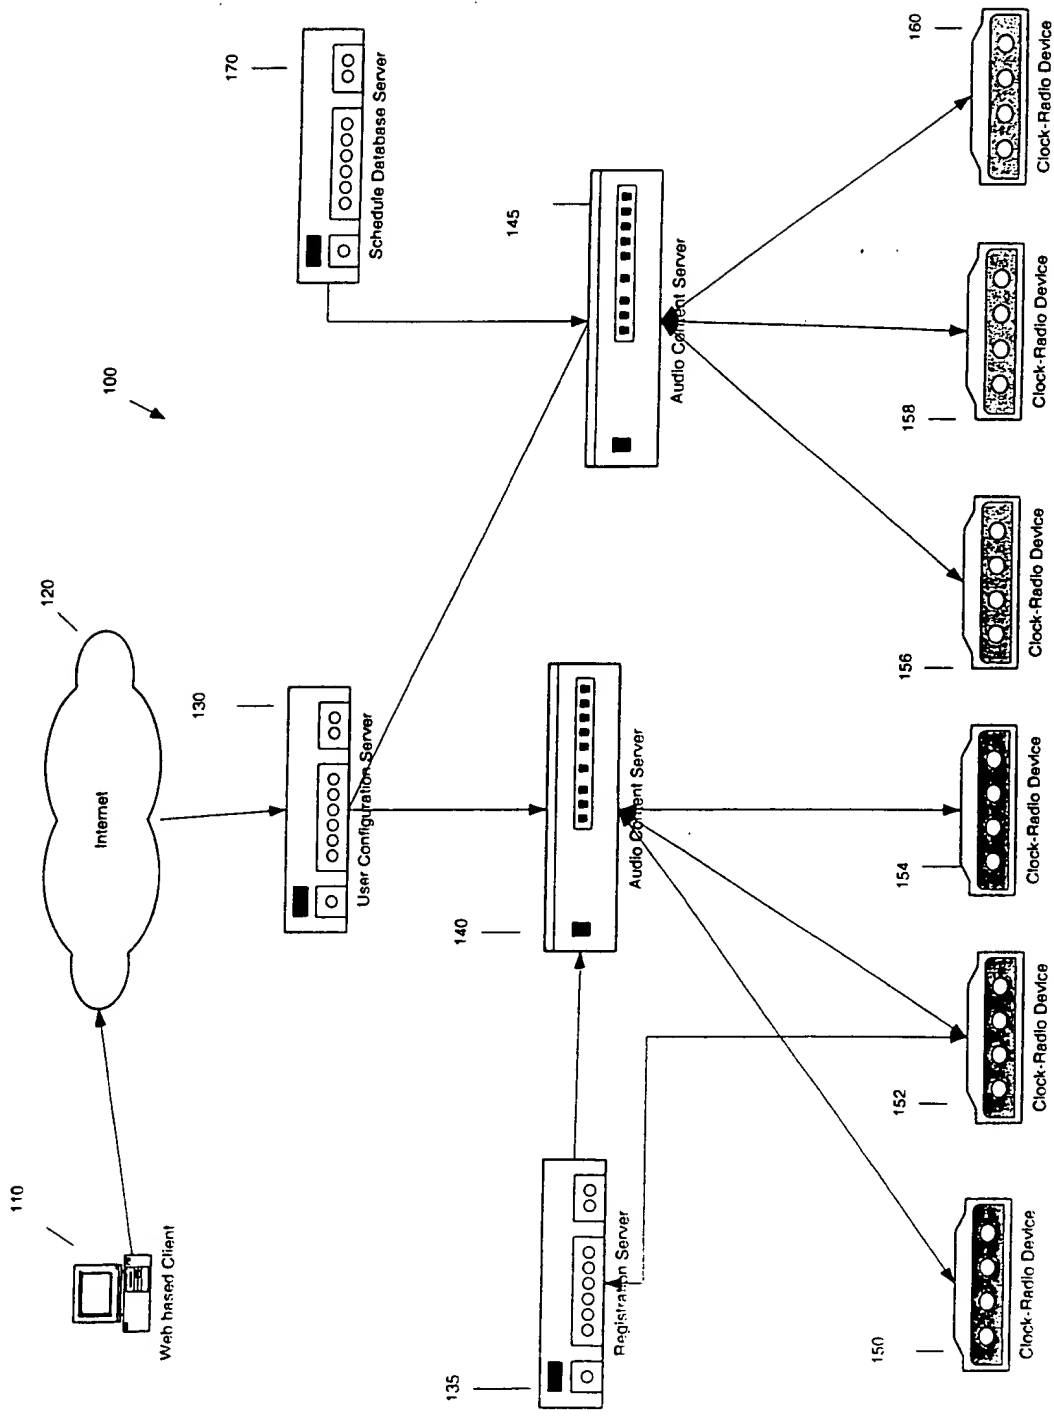 110
Web based Client
120
Internet
100
130
User Configuration Server
170
Schedule Database Server
135
Registration Server
140
Audio Content Server
145
Audio Content Server
150
Clock-Radio Device
152
Clock-Radio Device
154
Clock-Radio Device
156
Clock-Radio Device
158
Clock-Radio Device
160
Clock-Radio Device